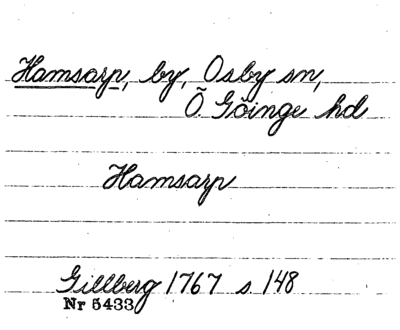 Hamsarp, by, Osby sn,
Ö Göinge hd
Hamsarp
Gillberg 1767 s 148
Nr 5433